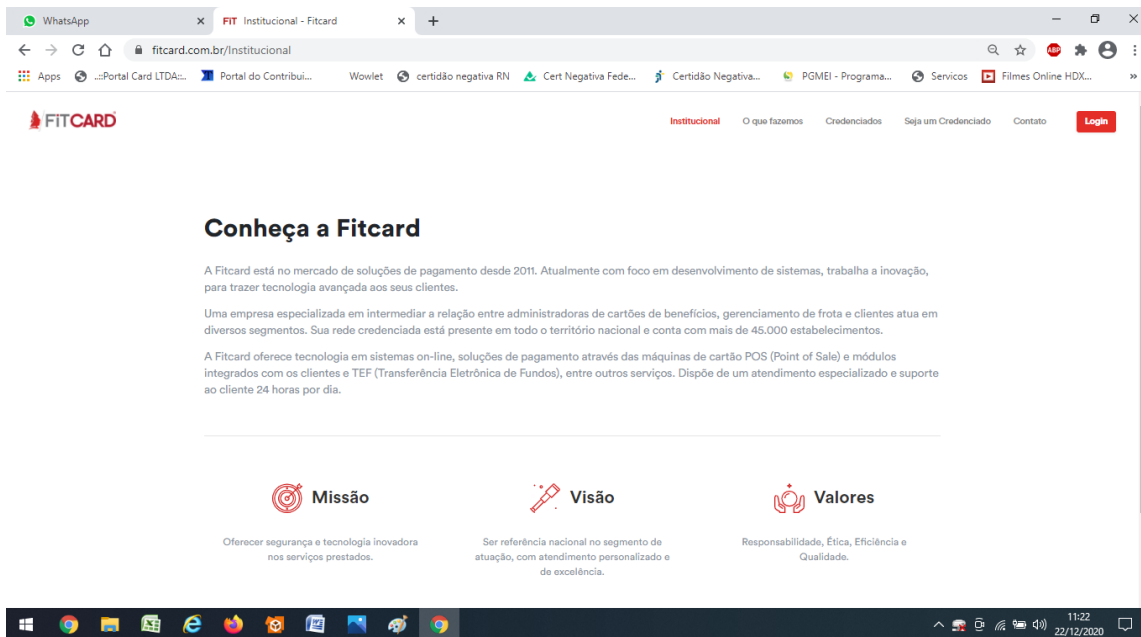 WhatsApp
FiT Institucional - Fitcard
fitcard.com.br/Institucional
ABP
Apps ..::Portal Card LTDA::.. Portal do Contribui... Wowlet certidão negativa RN Cert Negativa Fede... Certidão Negativa... PGMEI - Programa... Servicos Filmes Online HDX... »
FiTCARD
Institucional O que fazemos Credenciados Seja um Credenciado Contato Login
Conheça a Fitcard
A Fitcard está no mercado de soluções de pagamento desde 2011. Atualmente com foco em desenvolvimento de sistemas, trabalha a inovação,
para trazer tecnologia avançada aos seus clientes.
Uma empresa especializada em intermediar a relação entre administradoras de cartões de benefícios, gerenciamento de frota e clientes atua em
diversos segmentos. Sua rede credenciada está presente em todo o território nacional e conta com mais de 45.000 estabelecimentos.
A Fitcard oferece tecnologia em sistemas on-line, soluções de pagamento através das máquinas de cartão POS (Point of Sale) e módulos
integrados com os clientes e TEF (Transferência Eletrônica de Fundos), entre outros serviços. Dispõe de um atendimento especializado e suporte
ao cliente 24 horas por dia.
Missão
Oferecer segurança e tecnologia inovadora
nos serviços prestados.
Visão
Ser referência nacional no segmento de
atuação, com atendimento personalizado e
de excelência.
Valores
Responsabilidade, Ética, Eficiência e
Qualidade.
11:22
22/12/2020